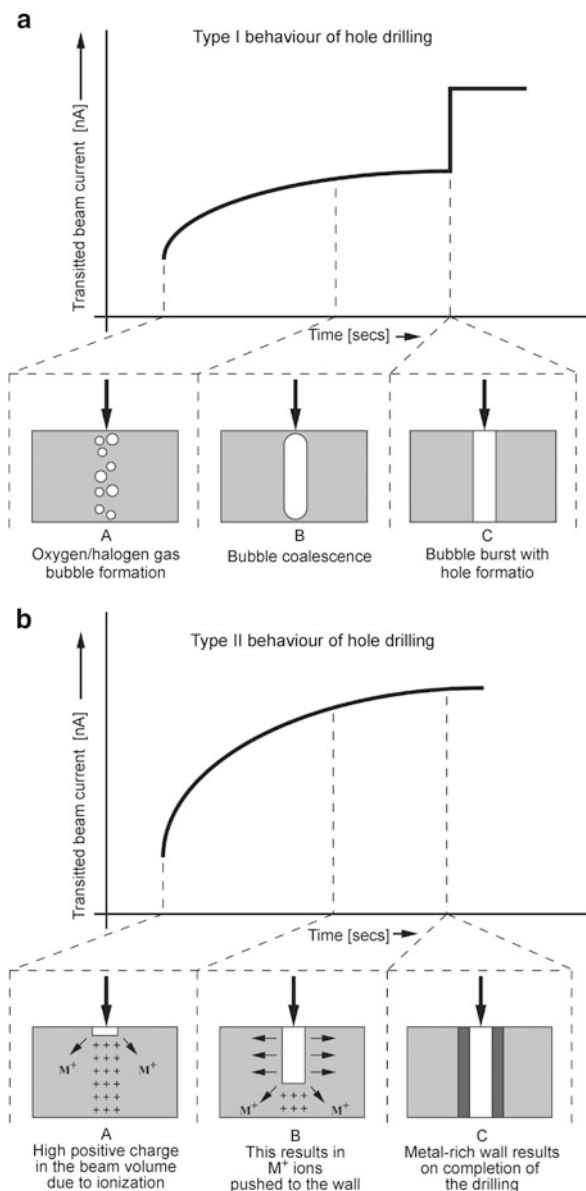 a
Type I behaviour of hole drilling
Transitted beam current [nA]
Time [secs]
A
Oxygen/halogen gas
bubble formation
B
Bubble coalescence
C
Bubble burst with
hole formatio
b
Type II behaviour of hole drilling
Transitted beam current [nA]
Time [secs]
+++
+++
+++
+++
+++
+++
M+ M+
A
High positive charge
in the beam volume
due to ionization
+++
+++
M+ M+
B
This results in
M+ ions
pushed to the wall
C
Metal-rich wall results
on completion of
the drilling